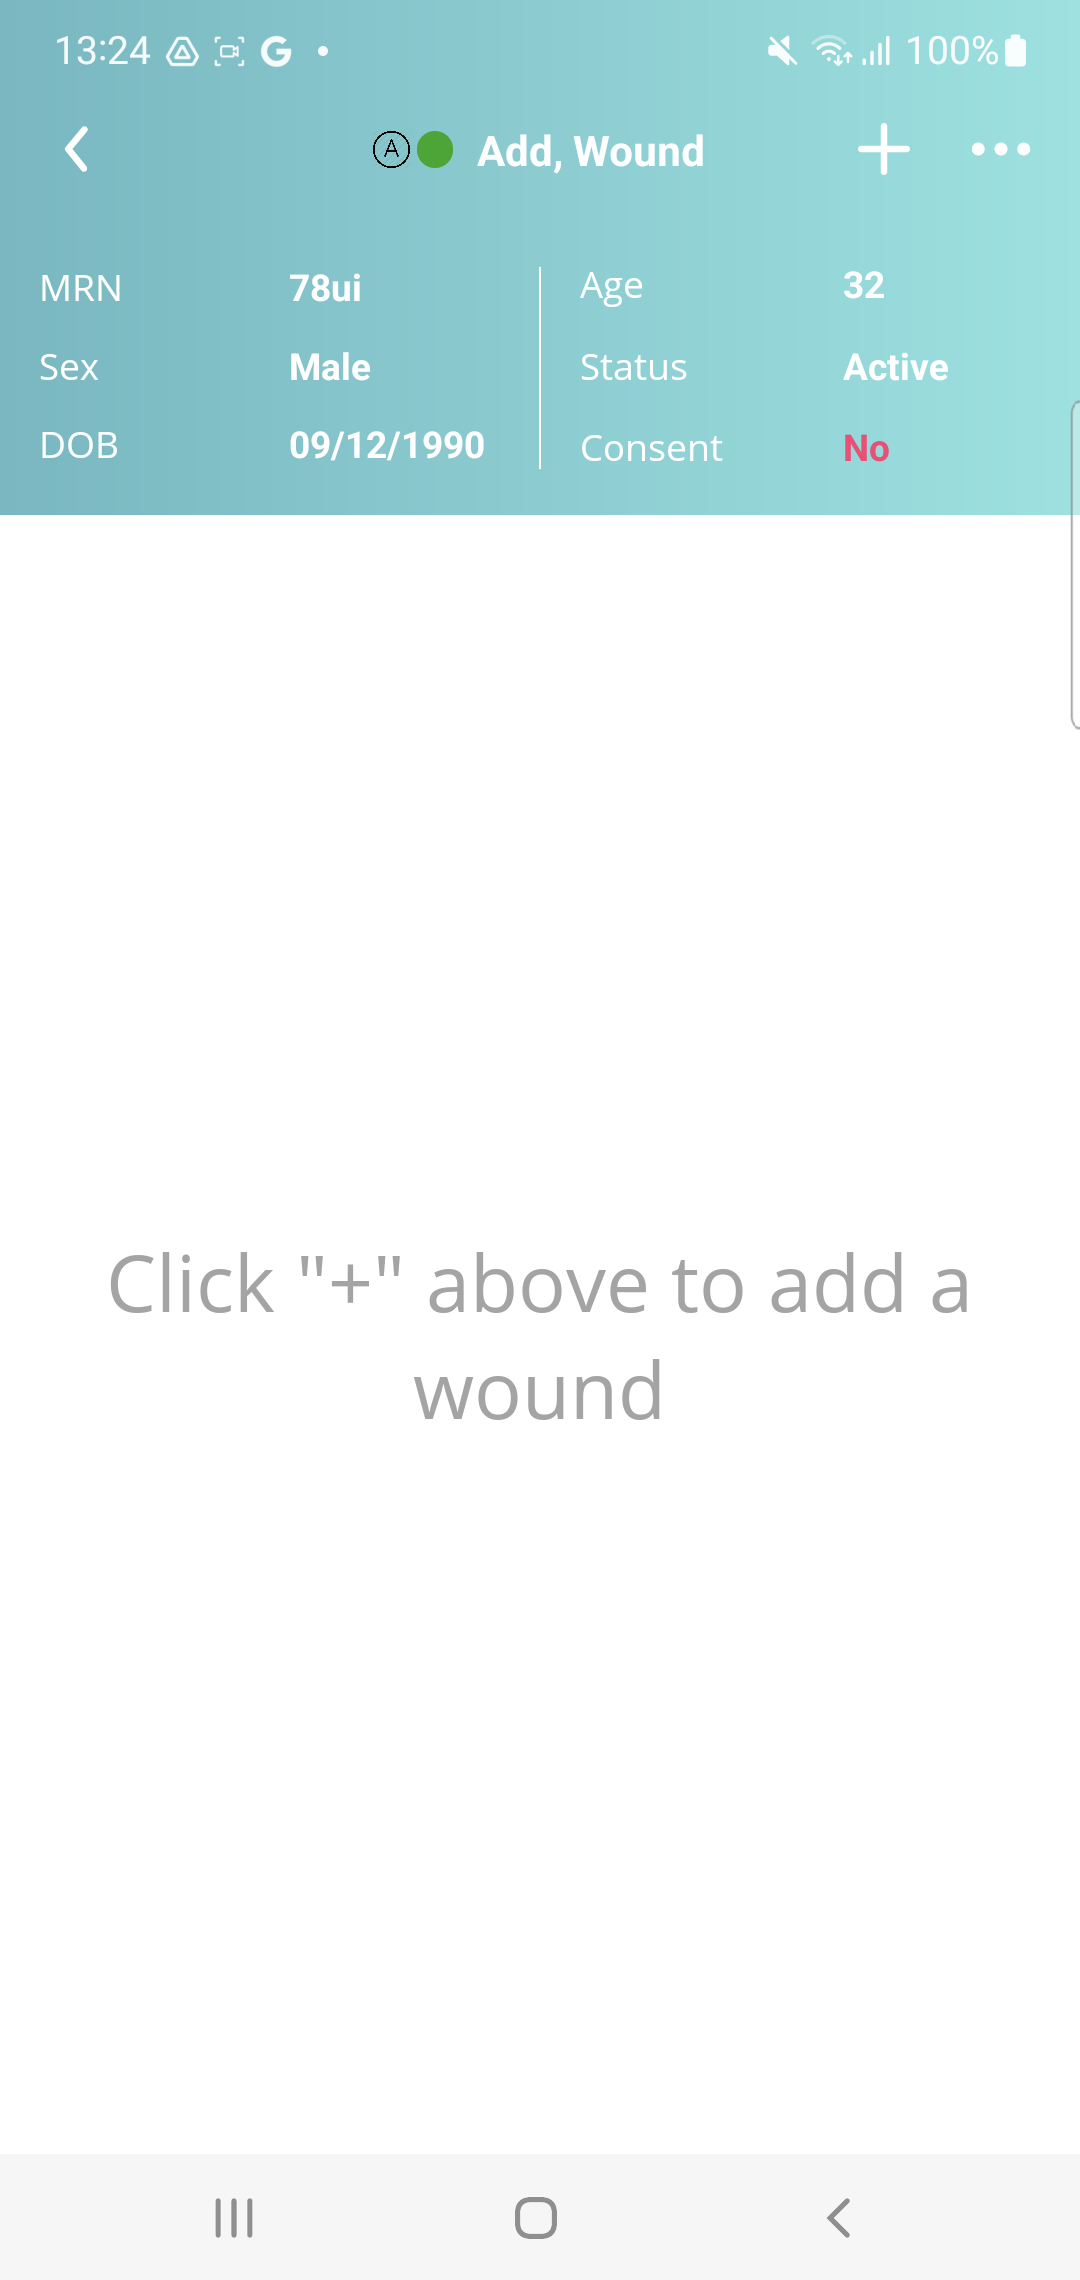 13:24 G 100%
A Add, Wound
MRN 78ui Age 32
Sex Male Status Active
DOB 09/12/1990 Consent No
Click "+" above to add a
wound